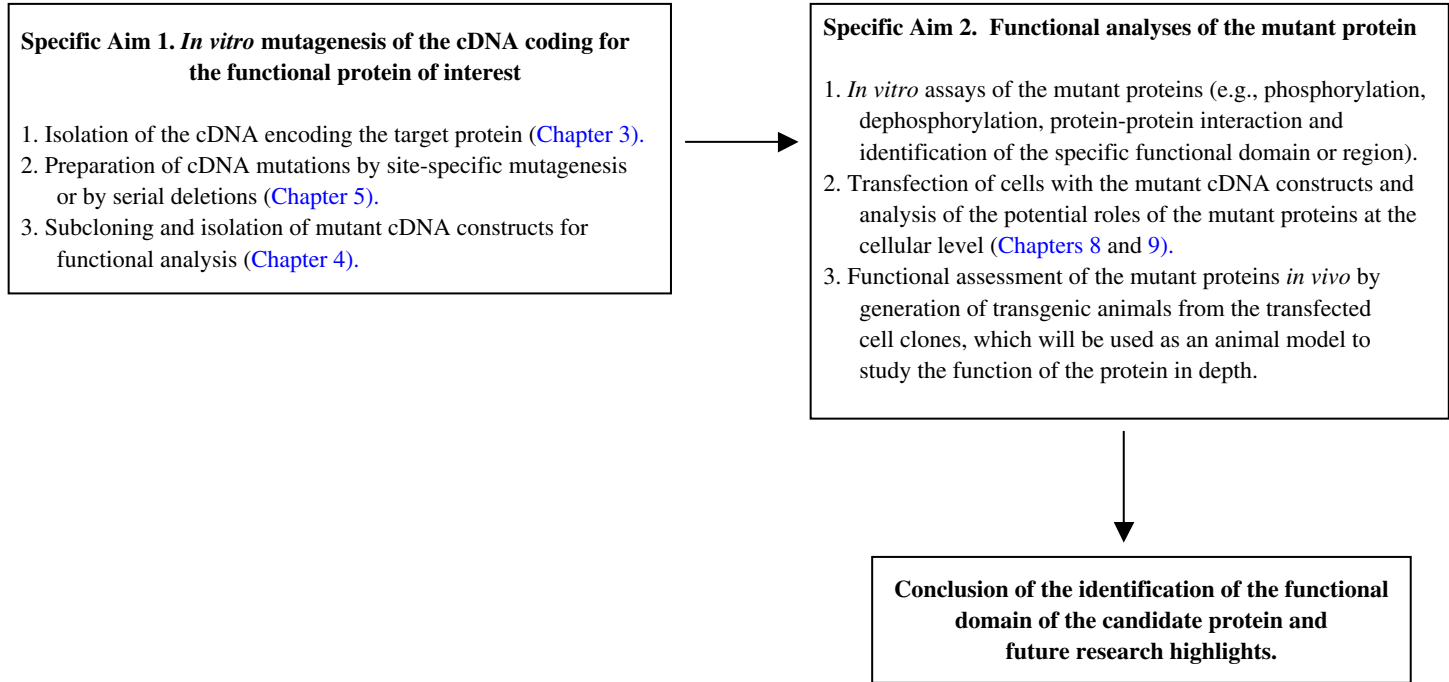 Specific Aim 1. In vitro mutagenesis of the cDNA coding for
the functional protein of interest
1. Isolation of the cDNA encoding the target protein (Chapter 3).
2. Preparation of cDNA mutations by site-specific mutagenesis
or by serial deletions (Chapter 5).
3. Subcloning and isolation of mutant cDNA constructs for
functional analysis (Chapter 4).
Specific Aim 2. Functional analyses of the mutant protein
1. In vitro assays of the mutant proteins (e.g., phosphorylation,
dephosphorylation, protein-protein interaction and
identification of the specific functional domain or region).
2. Transfection of cells with the mutant cDNA constructs and
analysis of the potential roles of the mutant proteins at the
cellular level (Chapters 8 and 9).
3. Functional assessment of the mutant proteins in vivo by
generation of transgenic animals from the transfected
cell clones, which will be used as an animal model to
study the function of the protein in depth.
Conclusion of the identification of the functional
domain of the candidate protein and
future research highlights.